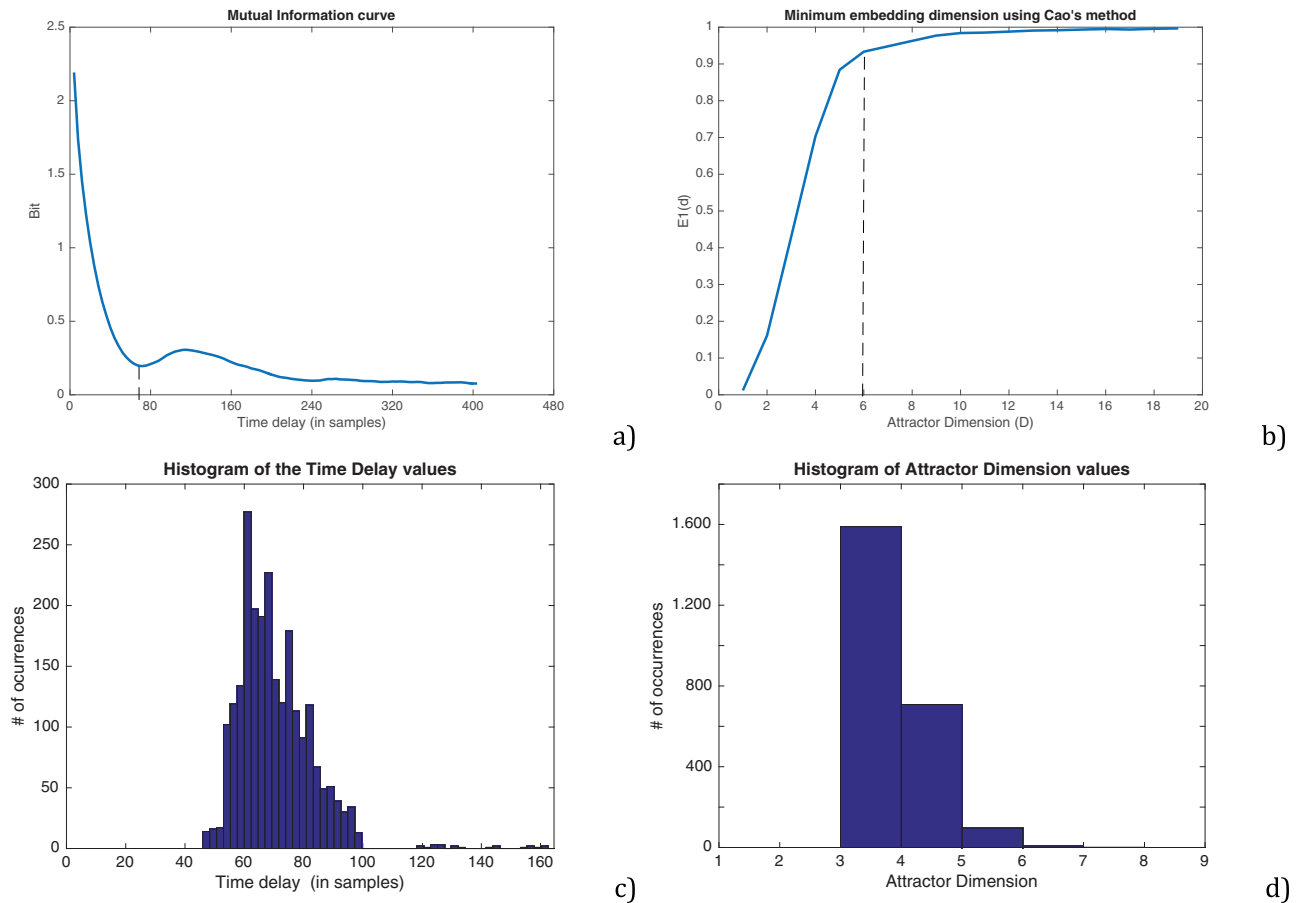 Mutual Information curve
2.5
2
1.5
1
0.5
0
Bit
0 80 160 240 320 400 480
Time delay (in samples)
a)
Minimum embedding dimension using Cao's method
1
0.9
0.8
0.7
0.6
0.5
0.4
0.3
0.2
0.1
0
E1(d)
0 2 4 6 8 10 12 14 16 18 20
Attractor Dimension (D)
b)
Histogram of the Time Delay values
300
250
200
150
100
50
0
# of ocurrences
0 20 40 60 80 100 120 140 160
Time delay (in samples)
c)
Histogram of Attractor Dimension values
1.600
1.200
800
400
0
# of occurrences
1 2 3 4 5 6 7 8 9
Attractor Dimension
d)